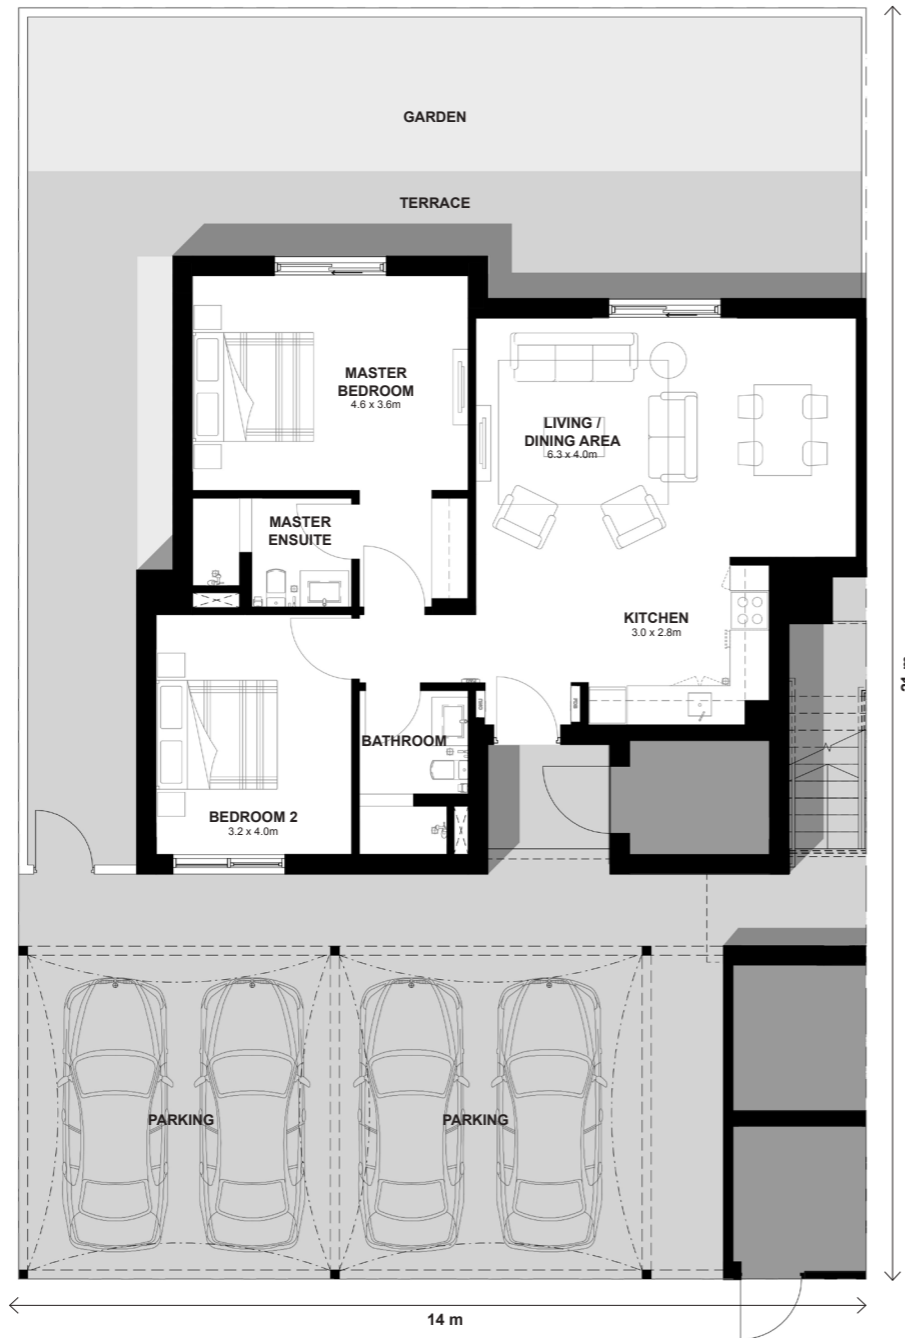 GARDEN
TERRACE
MASTER
BEDROOM
4.6 x 3.6m
LIVING /
DINING AREA
6.3 x 4.0m
MASTER
ENSUITE
KITCHEN
3.0 x 2.8m
BATHROOM
BEDROOM 2
3.2 x 4.0m
PARKING
PARKING
14 m